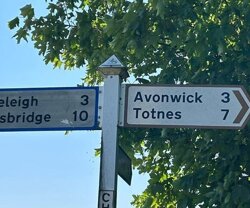 eleigh 3
sbridge 10
Avonwick 3
Totnes 7